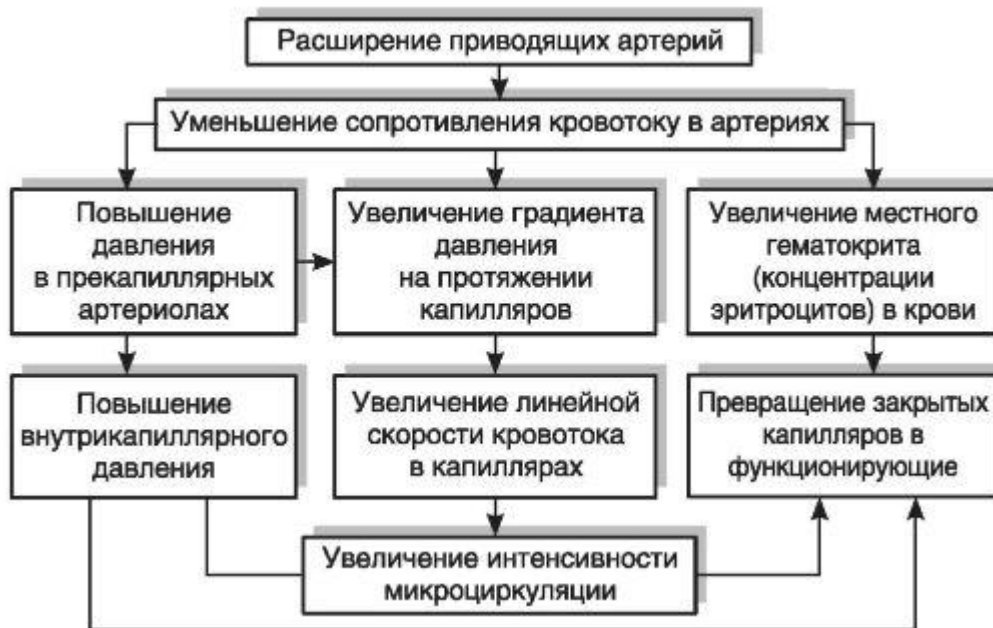 Расширение приводящих артерий
Уменьшение сопротивления кровотоку в артериях
Повышение
давления
в прекапиллярных
артериолах
Увеличение градиента
давления
на протяжении
капилляров
Увеличение местного
гематокрита
(концентрации
эритроцитов) в крови
Повышение
внутрикапиллярного
давления
Увеличение линейной
скорости кровотока
в капиллярах
Превращение закрытых
капилляров в
функционирующие
Увеличение интенсивности
микроциркуляции